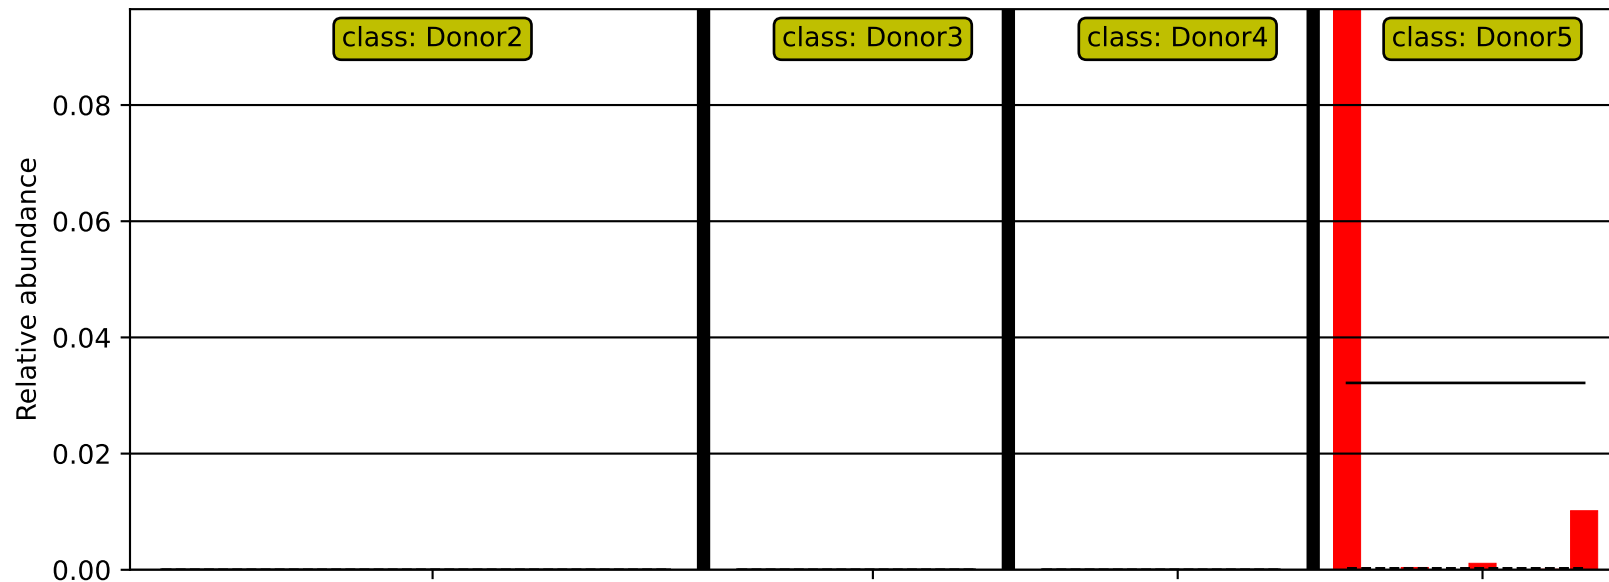 class: Donor2
class: Donor3
class: Donor4
class: Donor5
Relative abundance
0.08
0.06
0.04
0.02
0.00